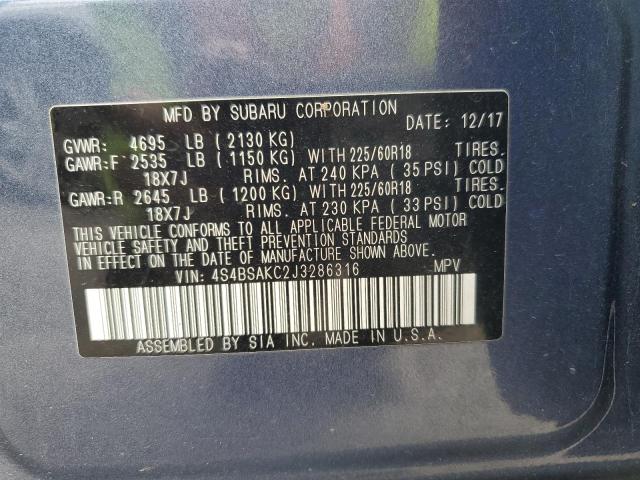 MFD BY SUBARU CORPORATION
DATE: 12/17
GVWR: 4695 LB ( 2130 KG)
GAWR:F 2535 LB ( 1150 KG) WITH 225/60R18 TIRES.
18X7J RIMS. AT 240 KPA ( 35 PSI) COLD
GAWR:R 2645 LB ( 1200 KG) WITH 225/60R18 TIRES.
18X7J RIMS. AT 230 KPA ( 33 PSI) COLD
THIS VEHICLE CONFORMS TO ALL APPLICABLE FEDERAL MOTOR
VEHICLE SAFETY AND THEFT PREVENTION STANDARDS
IN EFFECT ON THE DATE OF MANUFACTURE SHOWN ABOVE.
VIN: 4S4BSAKC2J3286316 MPV
ASSEMBLED BY SIA INC. MADE IN U.S.A.